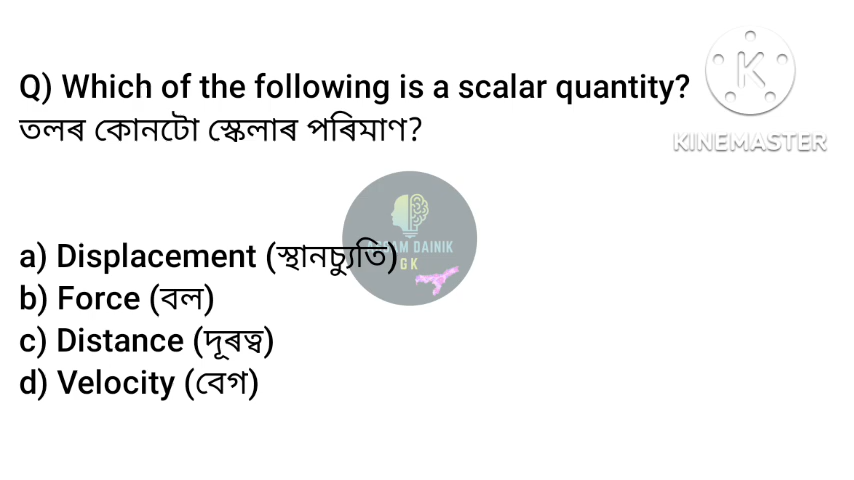 Q) Which of the following is a scalar quantity?
তলৰ কোনটো স্কেলাৰ পৰিমাণ?
KINEMASTER
a) Displacement (স্থানচ্যুতি)
b) Force (বল)
c) Distance (দূৰত্ব)
d) Velocity (বেগ)
ASSAM DAINIK
GK